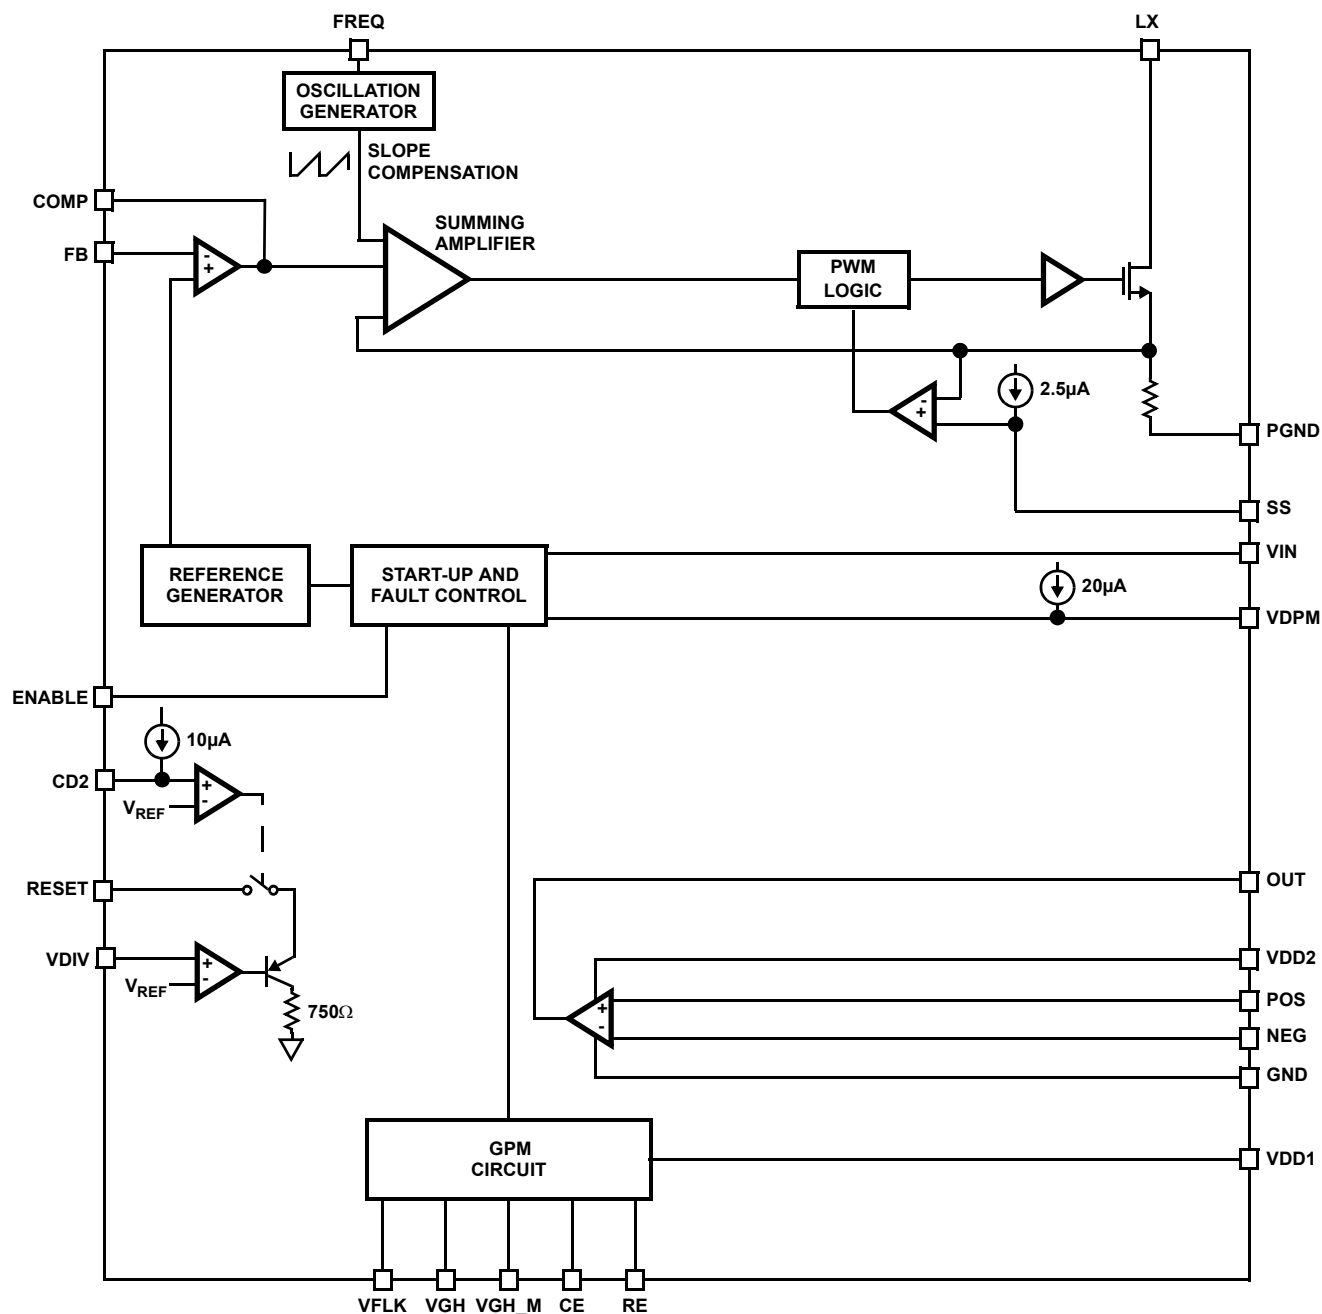 FREQ
LX
OSCILLATION
GENERATOR
SLOPE
COMPENSATION
COMP
FB
-
+
SUMMING
AMPLIFIER
PWM
LOGIC
-
+
2.5µA
PGND
SS
VIN
REFERENCE
GENERATOR
START-UP AND
FAULT CONTROL
20µA
VDPM
ENABLE
10µA
CD2
+
-
VREF
RESET
VDIV
+
-
VREF
750Ω
OUT
VDD2
+
-
POS
NEG
GND
GPM
CIRCUIT
VDD1
VFLK
VGH
VGH_M
CE
RE